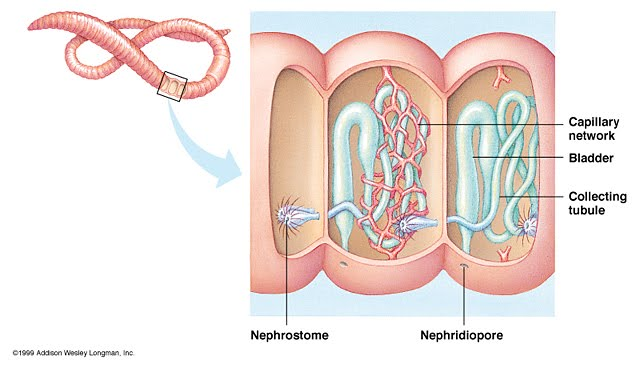 Capillary
network
Bladder
Collecting
tubule
Nephrostome
Nephridiopore
©1999 Addison Wesley Longman, Inc.